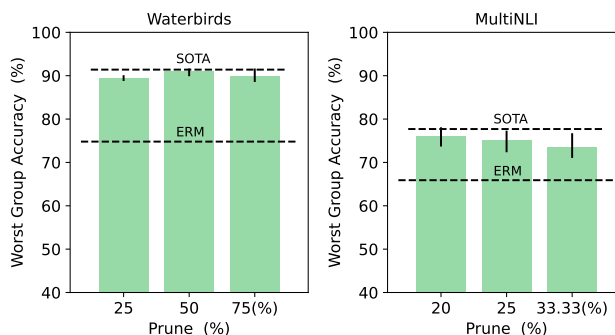 Waterbirds
100
90
80
70
60
50
40
Worst Group Accuracy (%)
SOTA
ERM
25
50
75(%)
Prune (%)
MultiNLI
100
90
80
70
60
50
40
Worst Group Accuracy (%)
SOTA
ERM
20
25
33.33(%)
Prune (%)